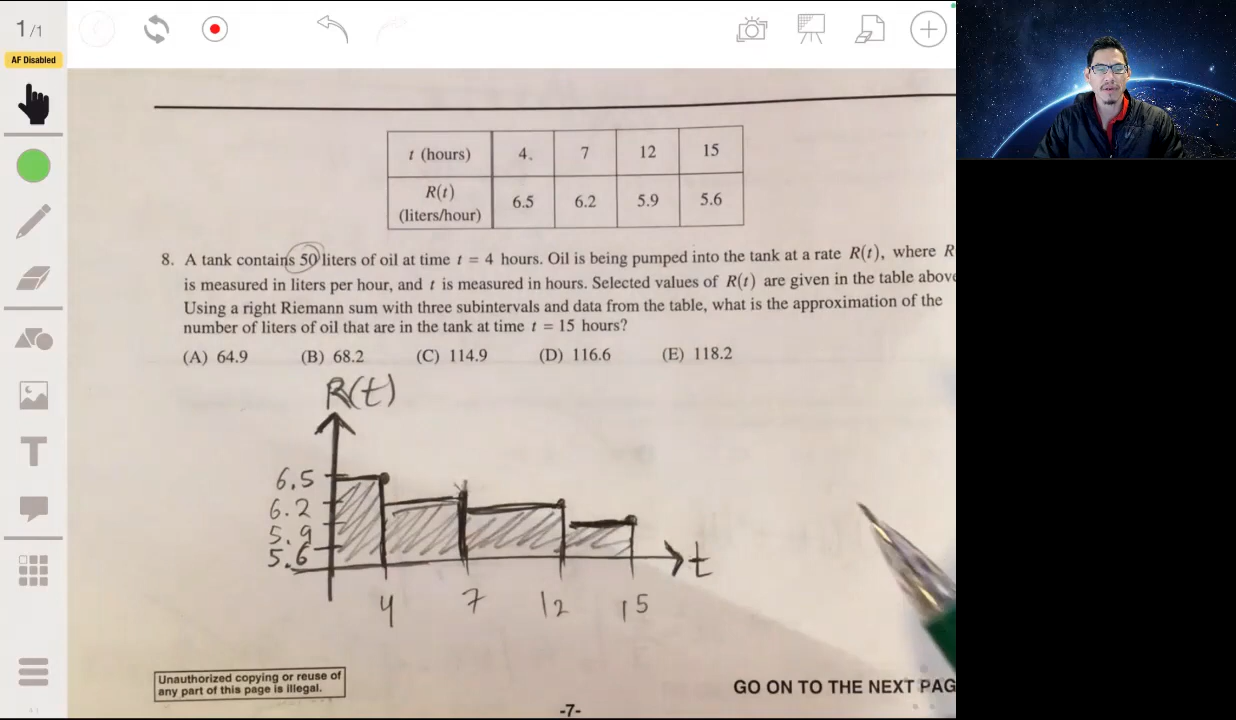 1/1
AF Disabled
t (hours) 4. 7 12 15
R(t) (liters/hour) 6.5 6.2 5.9 5.6
8. A tank contains 50 liters of oil at time t = 4 hours. Oil is being pumped into the tank at a rate R(t), where R
is measured in liters per hour, and t is measured in hours. Selected values of R(t) are given in the table above
Using a right Riemann sum with three subintervals and data from the table, what is the approximation of the
number of liters of oil that are in the tank at time t = 15 hours?
(A) 64.9 (B) 68.2 (C) 114.9 (D) 116.6 (E) 118.2
R(t)
6.5
6.2
5.9
5.6
t
4 7 12 15
Unauthorized copying or reuse of
any part of this page is illegal.
GO ON TO THE NEXT PAG
-7-
T